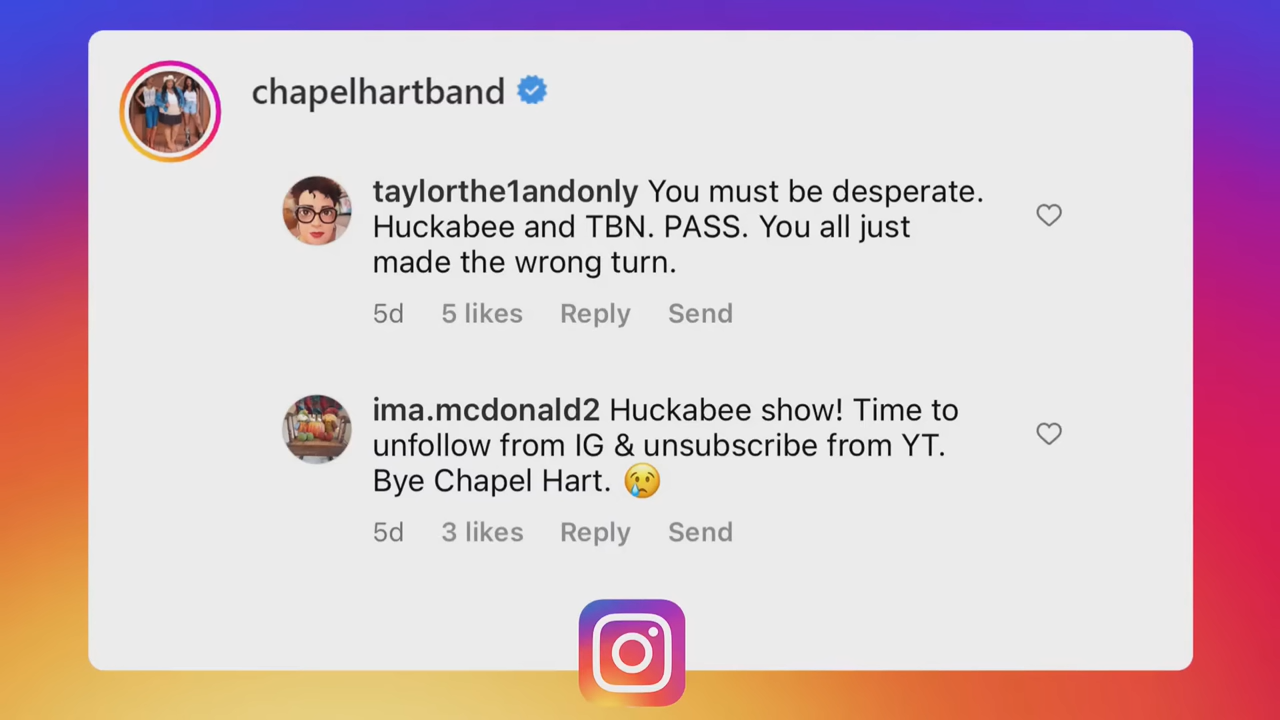 chapelhartband
taylorthe1andonly You must be desperate.
Huckabee and TBN. PASS. You all just
made the wrong turn.
5d 5 likes Reply Send
ima.mcdonald2 Huckabee show! Time to
unfollow from IG & unsubscribe from YT.
Bye Chapel Hart. 😢
5d 3 likes Reply Send